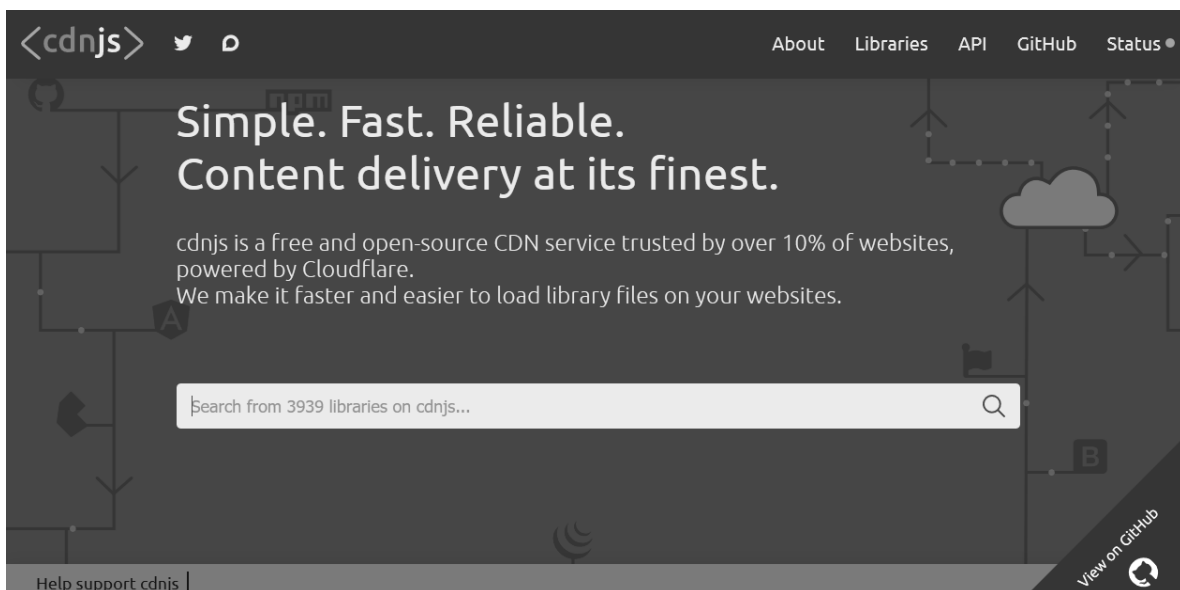 <cdnjs>
About Libraries API GitHub Status
npm
Simple. Fast. Reliable.
Content delivery at its finest.
cdnjs is a free and open-source CDN service trusted by over 10% of websites,
powered by Cloudflare.
We make it faster and easier to load library files on your websites.
A
Search from 3939 libraries on cdnjs...
B
View on GitHub
Help support cdnjs